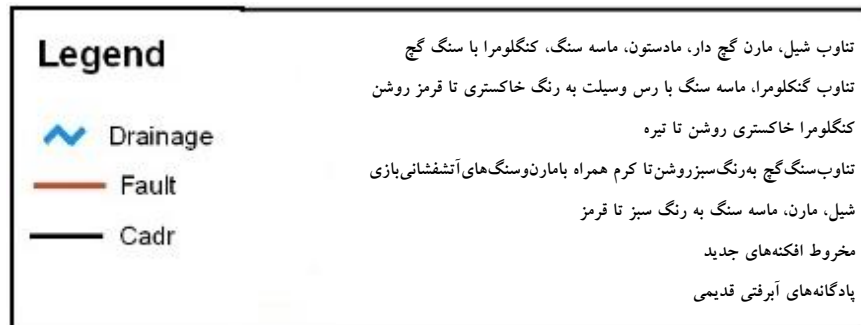 Legend
Drainage
Fault
Cadr
تناوب شیل، مارن گچ دار، مادستون، ماسه سنگ، کنگلومرا با سنگ گچ
تناوب گنکلومرا، ماسه سنگ با رس وسیلت به رنگ خاکستری تا قرمز روشن
کنگلومرا خاکستری روشن تا تیره
تناوب‌سنگ‌گچ به‌رنگ‌سبزروشن‌تا کرم همراه بامارن‌وسنگ‌های‌آتشفشانی‌بازی
شیل، مارن، ماسه سنگ به رنگ سبز تا قرمز
مخروط افکنه‌های جدید
پادگانه‌های آبرفتی قدیمی